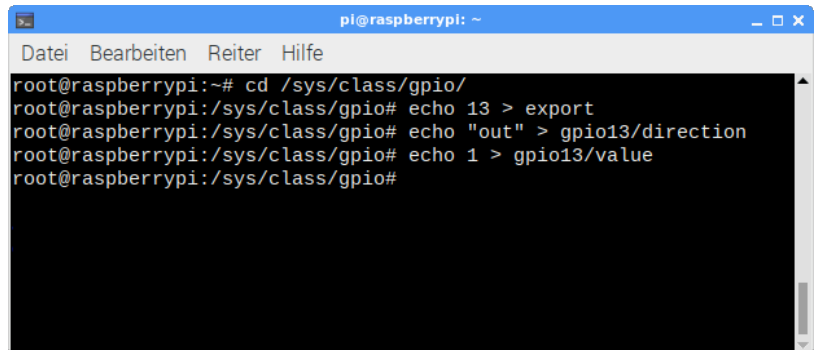 pi@raspberrypi: ~
Datei Bearbeiten Reiter Hilfe
root@raspberrypi:~# cd /sys/class/gpio/
root@raspberrypi:/sys/class/gpio# echo 13 > export
root@raspberrypi:/sys/class/gpio# echo "out" > gpio13/direction
root@raspberrypi:/sys/class/gpio# echo 1 > gpio13/value
root@raspberrypi:/sys/class/gpio#